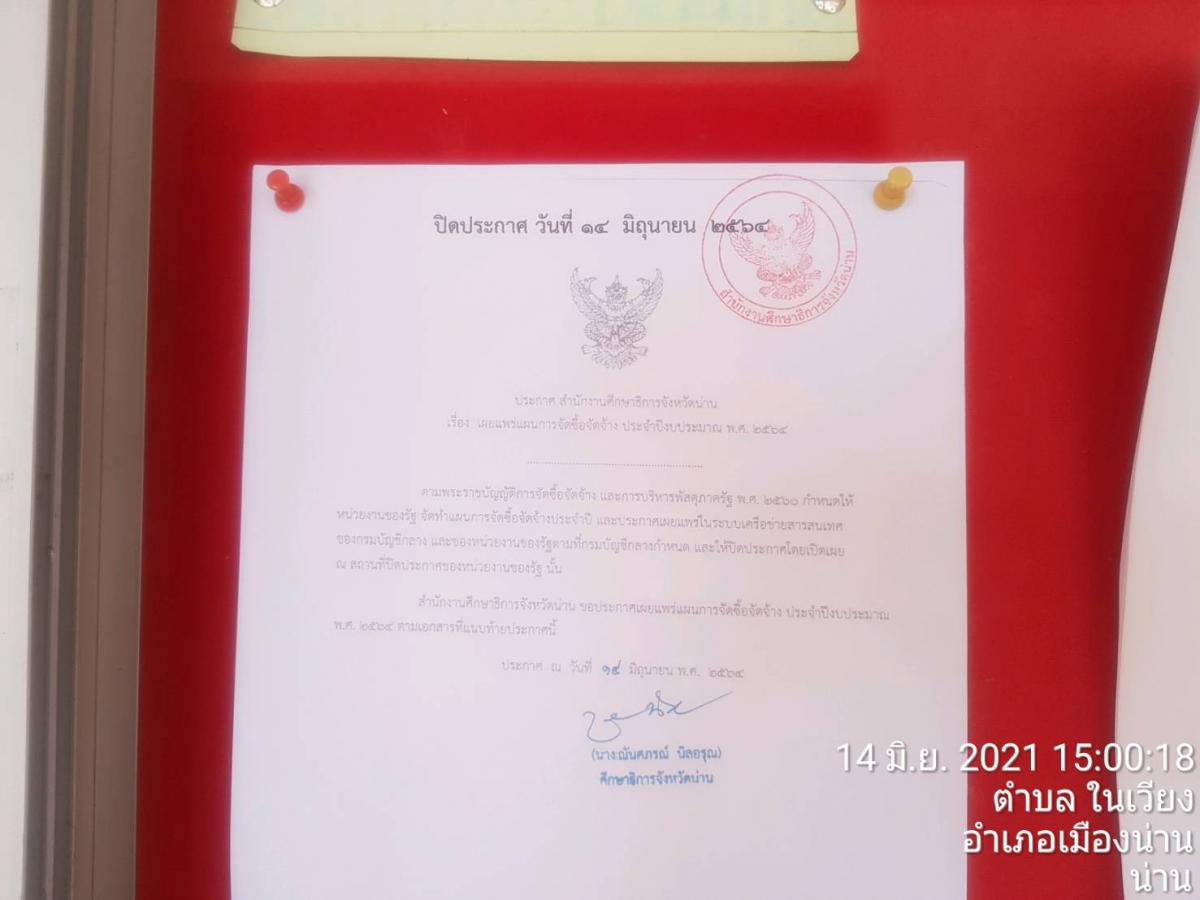 ปิดประกาศ วันที่ ๑๔ มิถุนายน ๒๕๖๔
สำนักงานศึกษาธิการจังหวัดน่าน
ประกาศ สำนักงานศึกษาธิการจังหวัดน่าน
เรื่อง เผยแพร่แผนการจัดซื้อจัดจ้าง ประจำปีงบประมาณ พ.ศ. ๒๕๖๔
ตามพระราชบัญญัติการจัดซื้อจัดจ้าง และการบริหารพัสดุภาครัฐ พ.ศ. ๒๕๖๐ กำหนดให้
หน่วยงานของรัฐ จัดทำแผนการจัดซื้อจัดจ้างประจำปี และประกาศเผยแพร่ในระบบเครือข่ายสารสนเทศ
ของกรมบัญชีกลาง และของหน่วยงานของรัฐตามที่กรมบัญชีกลางกำหนด และให้ปิดประกาศโดยเปิดเผย
ณ สถานที่ปิดประกาศของหน่วยงานของรัฐ นั้น
สำนักงานศึกษาธิการจังหวัดน่าน ขอประกาศเผยแพร่แผนการจัดซื้อจัดจ้าง ประจำปีงบประมาณ
พ.ศ. ๒๕๖๔ ตามเอกสารที่แนบท้ายประกาศนี้
ประกาศ ณ วันที่ ๑๔ มิถุนายน พ.ศ. ๒๕๖๔
(นางณันศภรณ์ นิลอรุณ)
ศึกษาธิการจังหวัดน่าน
14 มิ.ย. 2021 15:00:18
ตำบล ในเวียง
อำเภอเมืองน่าน
น่าน